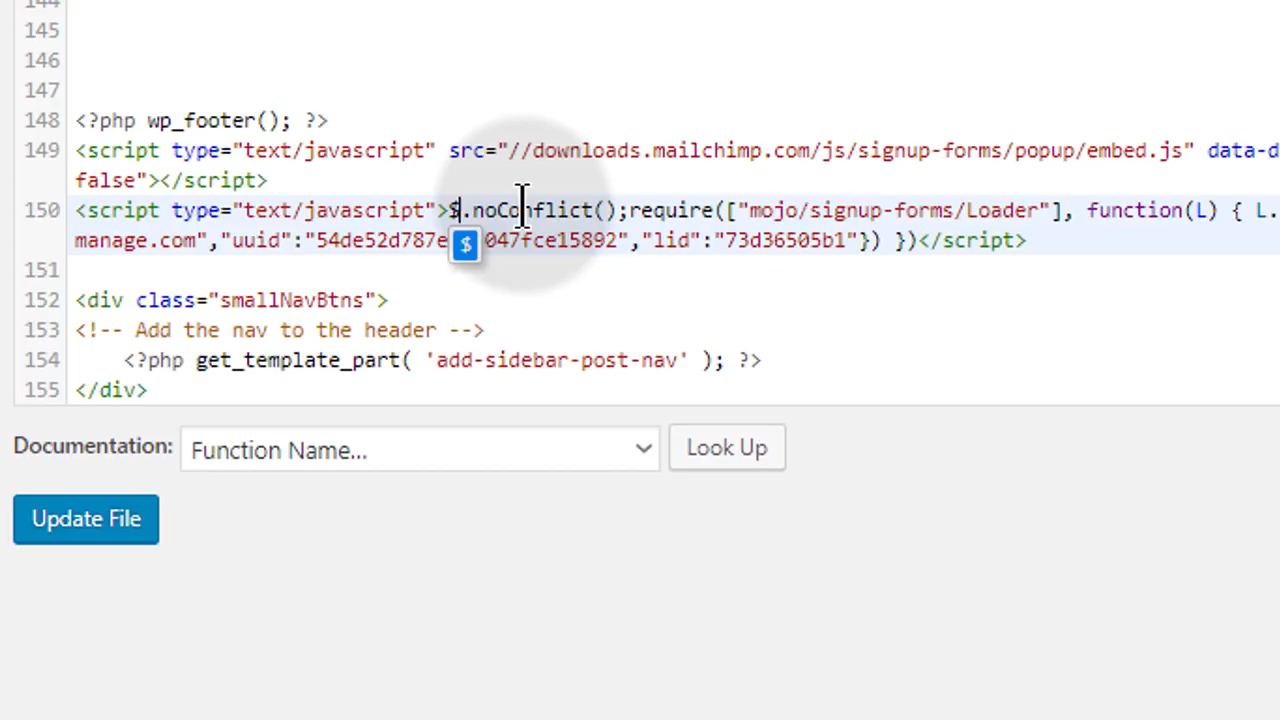 144
145
146
147
148 <?php wp_footer(); ?>
149 <script type="text/javascript" src="//downloads.mailchimp.com/js/signup-forms/popup/embed.js" data-d
false"></script>
150 <script type="text/javascript">$.noConflict();require(["mojo/signup-forms/Loader"], function(L) { L.
manage.com","uuid":"54de52d787e 047fce15892","lid":"73d36505b1"}) })</script>
$
151
152 <div class="smallNavBtns">
153 <!-- Add the nav to the header -->
154 <?php get_template_part( 'add-sidebar-post-nav' ); ?>
155 </div>
Documentation: Function Name... Look Up
Update File